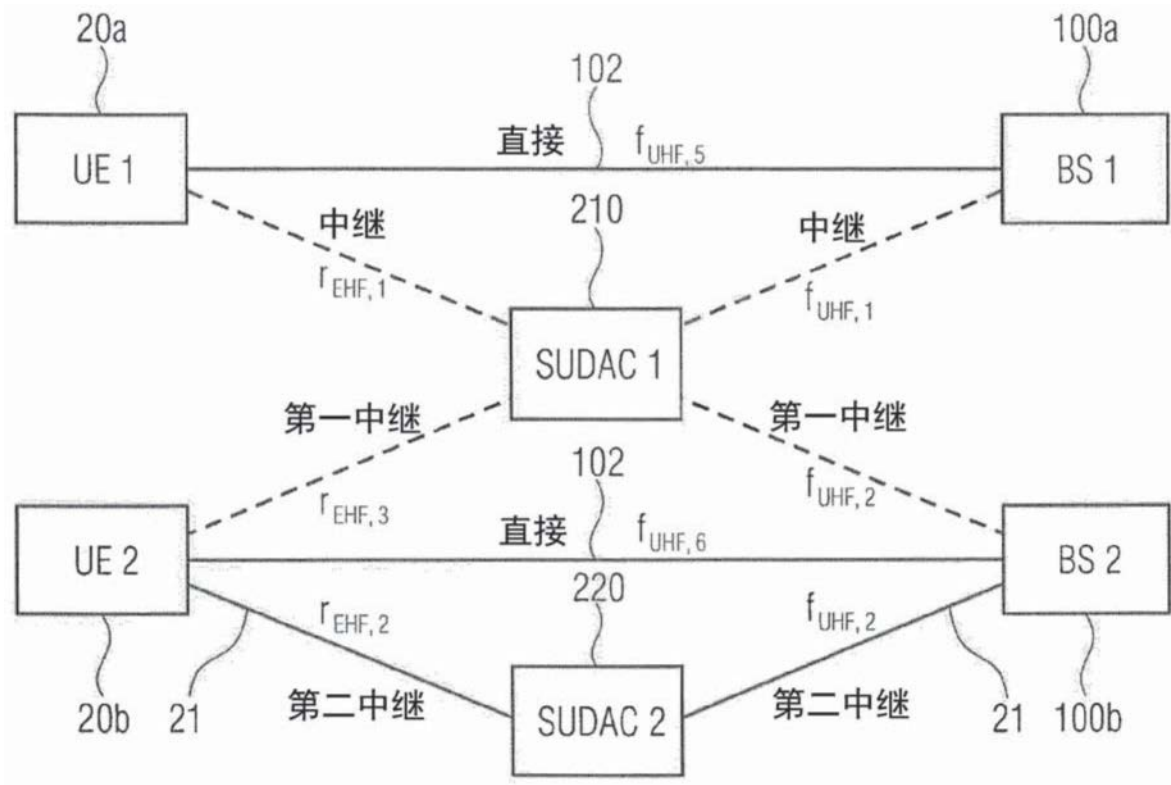 20a
100a
102
UE 1
直接 f_UHF, 5
BS 1
210
中继
中继
r_EHF, 1
f_UHF, 1
SUDAC 1
第一中继
第一中继
102
r_EHF, 3
f_UHF, 2
UE 2
直接 f_UHF, 6
BS 2
220
r_EHF, 2
f_UHF, 2
第二中继
第二中继
20b
21
SUDAC 2
21
100b